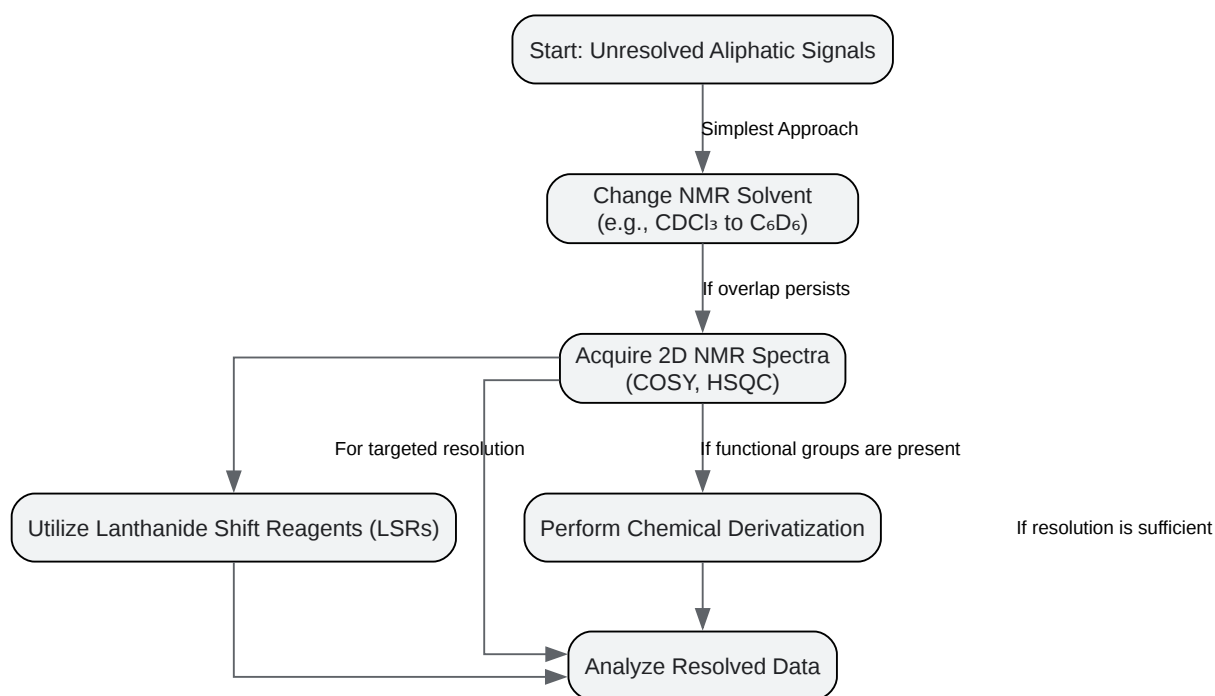 Start: Unresolved Aliphatic Signals
Simplest Approach
Change NMR Solvent
(e.g., CDCl₃ to C₆D₆)
If overlap persists
Acquire 2D NMR Spectra
(COSY, HSQC)
For targeted resolution
If functional groups are present
Utilize Lanthanide Shift Reagents (LSRs)
Perform Chemical Derivatization
If resolution is sufficient
Analyze Resolved Data